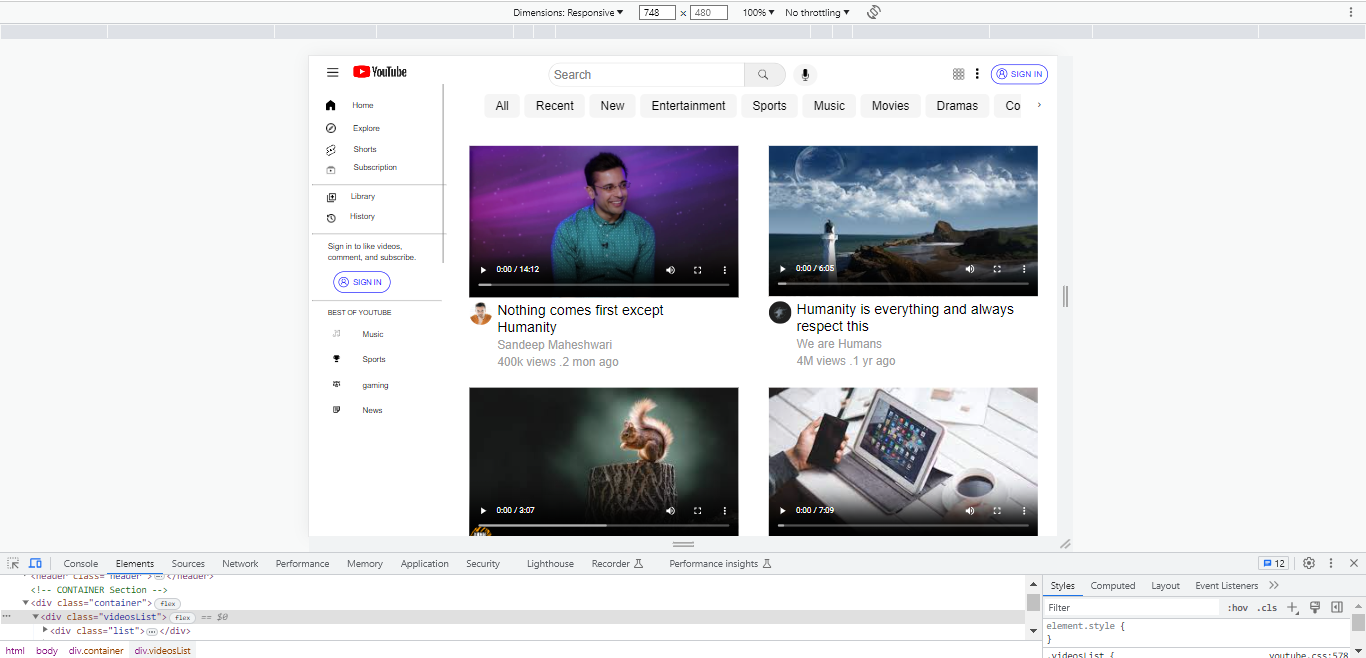 Dimensions: Responsive ▼ 748 × 480 100% ▼ No throttling ▼
YouTube Search SIGN IN
All Recent New Entertainment Sports Music Movies Dramas Co ›
Home
Explore
Shorts
Subscription
Library
History
Sign in to like videos,
comment, and subscribe.
SIGN IN
BEST OF YOUTUBE
Music
Sports
gaming
News
0:00 / 14:12
Nothing comes first except
Humanity
Sandeep Maheshwari
400k views .2 mon ago
0:00 / 6:05
Humanity is everything and always
respect this
We are Humans
4M views .1 yr ago
0:00 / 3:07
0:00 / 7:09
Console Elements Sources Network Performance Memory Application Security Lighthouse Recorder Performance insights 12
<header class="header">…</header>
<!-- CONTAINER Section -->
▼<div class="container"> flex
… ▼<div class="videosList"> flex == $0
▶<div class="list">…</div>
html body div.container div.videosList
Styles Computed Layout Event Listeners »
Filter :hov .cls +
element.style {
}
.videosList { youtube.css:578